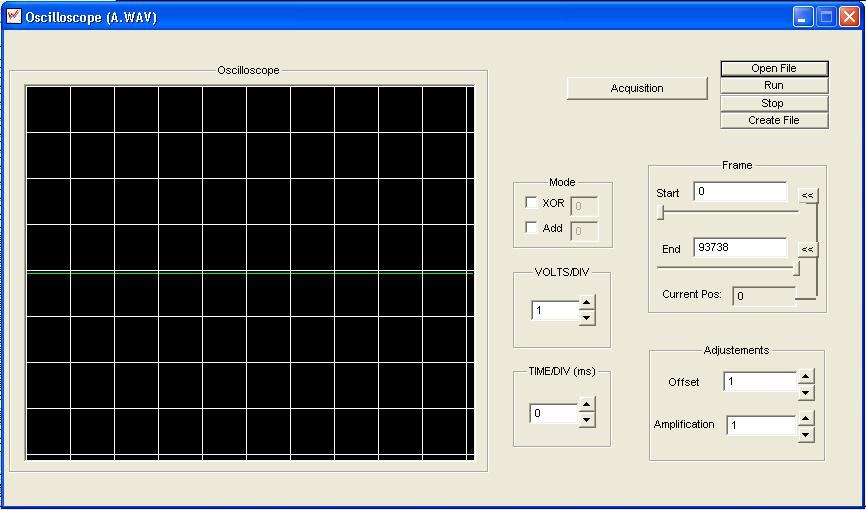 Oscilloscope (A.WAV)
Oscilloscope
Acquisition
Open File
Run
Stop
Create File
Mode
XOR 0
Add 0
VOLTS/DIV
1
TIME/DIV (ms)
0
Frame
Start 0 <<
End 93738 <<
Current Pos: 0
Adjustements
Offset 1
Amplification 1